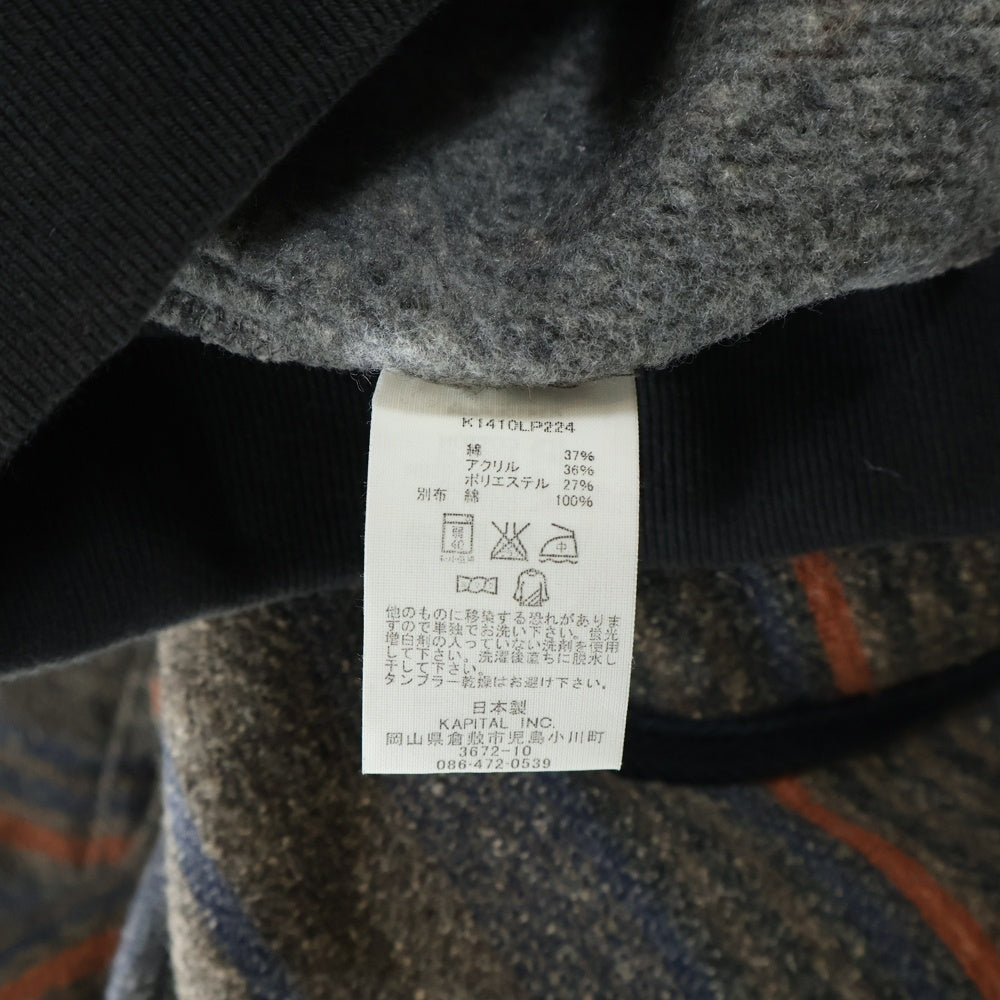 K1410LP224
綿 37%
アクリル 36%
ポリエステル 27%
別布 綿 100%
弱
40
中
他のものに移染する恐れがありま
すので単独でお洗い下さい。蛍光
増白剤の入っていない洗剤を使用
して下さい。洗濯後直ちに脱水し
干して下さい。
タンブラー乾燥はお避け下さい。
日本製
KAPITAL INC.
岡山県倉敷市児島小川町
3672-10
086-472-0539